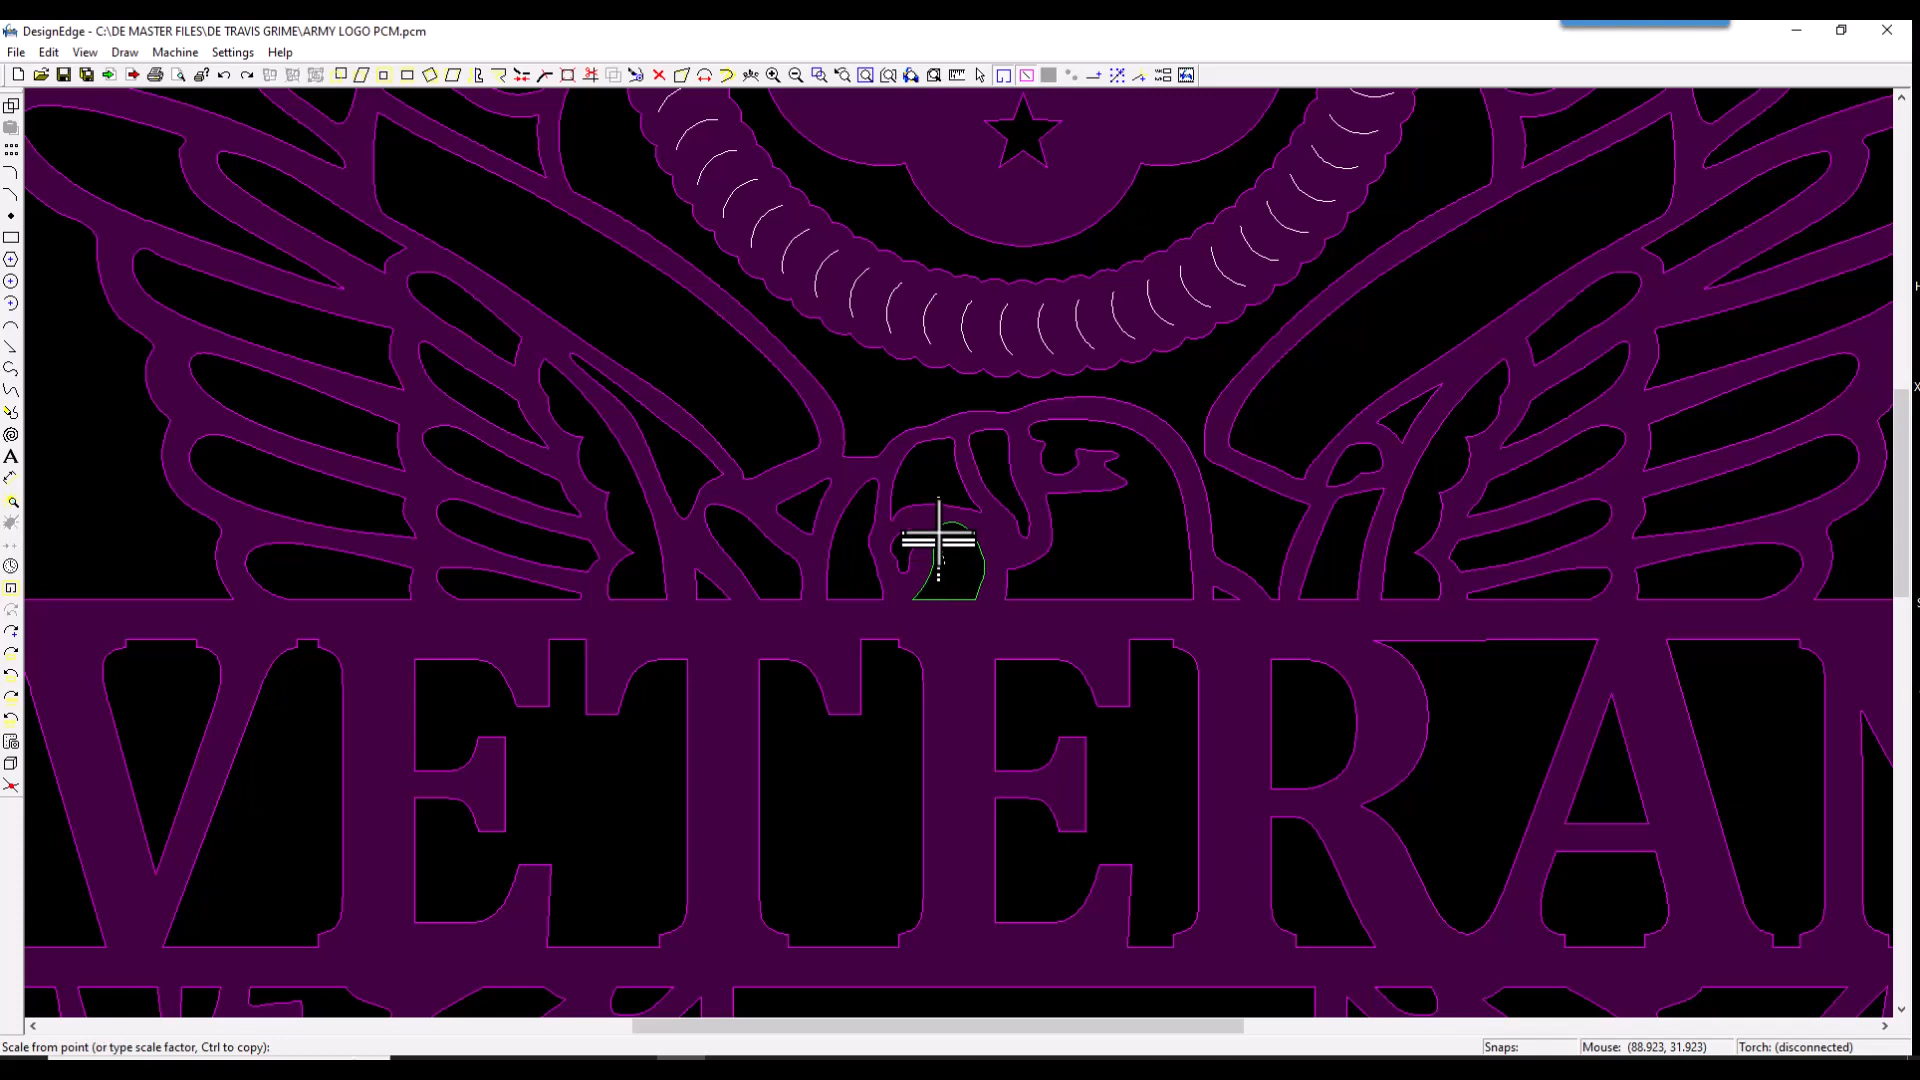 DesignEdge - C:\DE MASTER FILES\DE TRAVIS GRIME\ARMY LOGO PCM.pcm
File Edit View Draw Machine Settings Help
VETERAN
Scale from point (or type scale factor, Ctrl to copy): Snaps: Mouse: (88.923, 31.923) Torch: (disconnected)